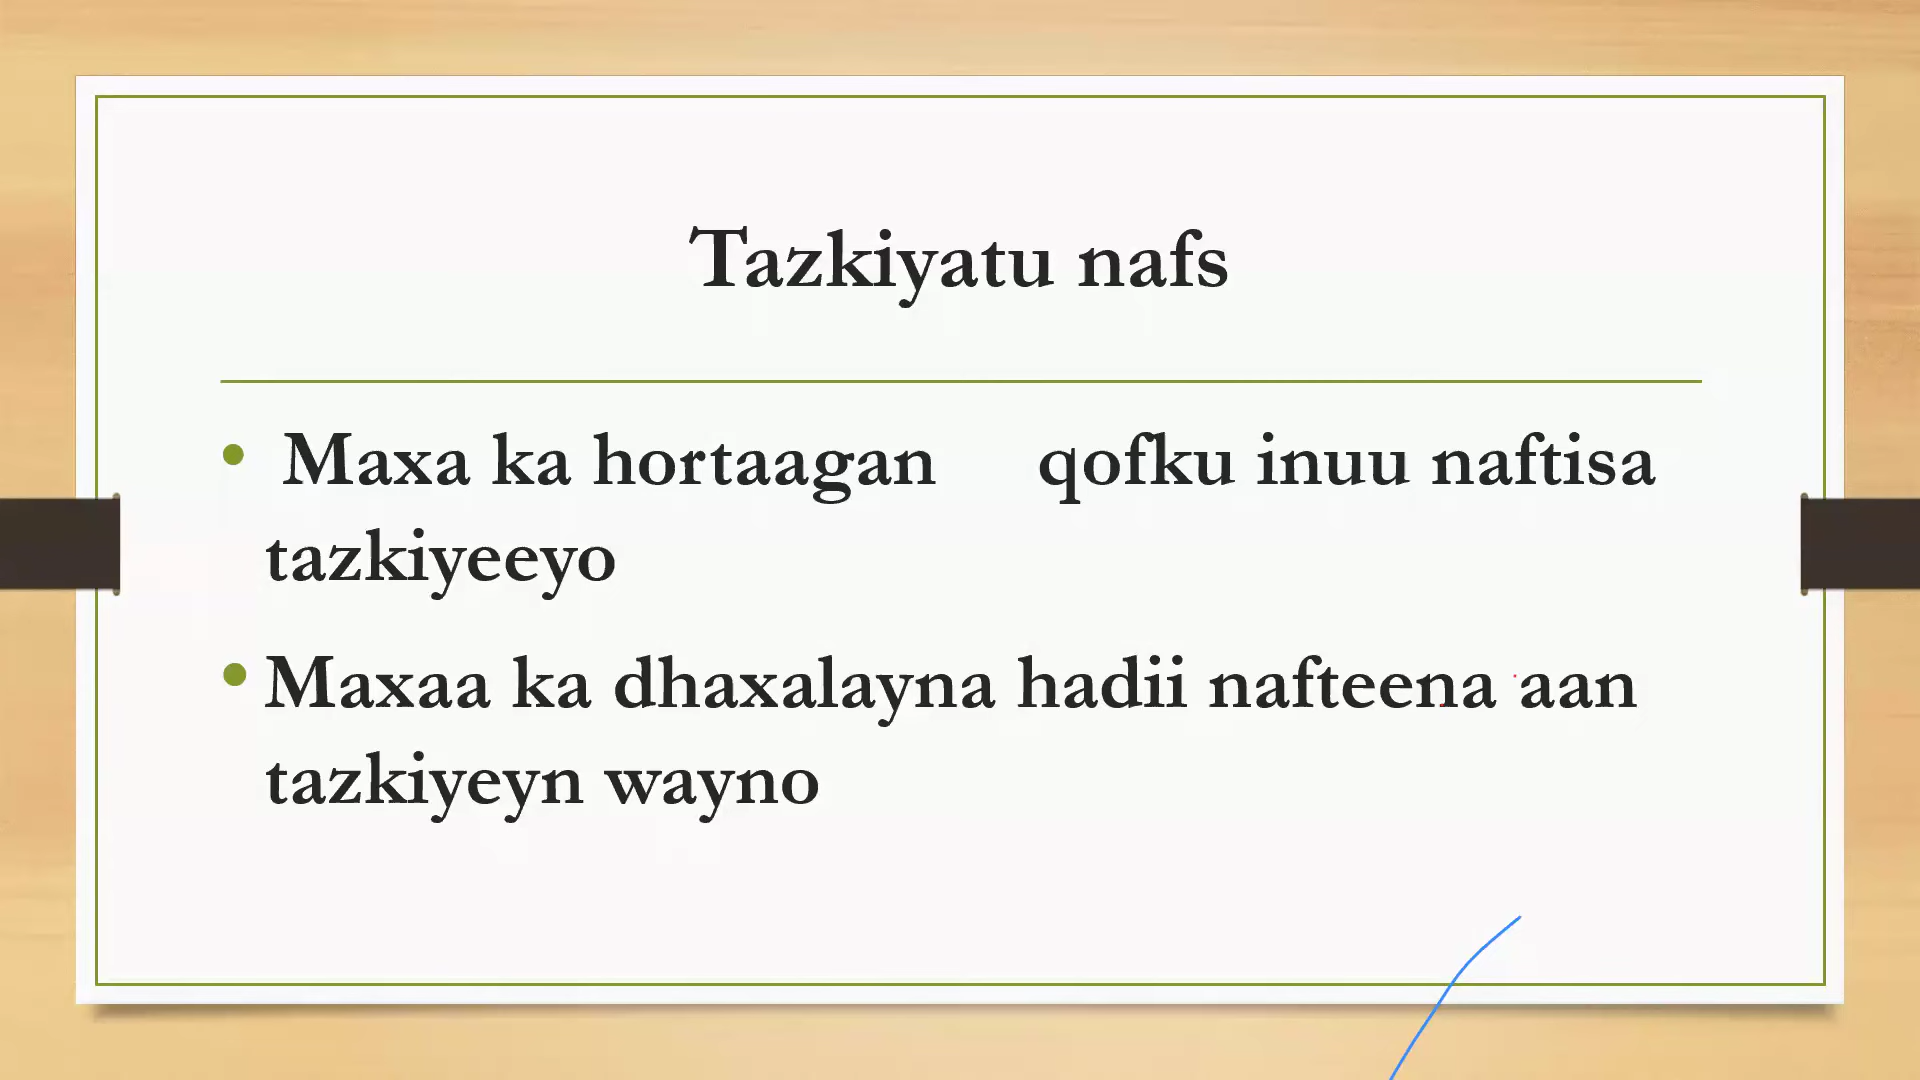 Tazkiyatu nafs
• Maxa ka hortaagan qofku inuu naftisa
tazkiyeeyo
• Maxaa ka dhaxalayna hadii nafteena aan
tazkiyeyn wayno